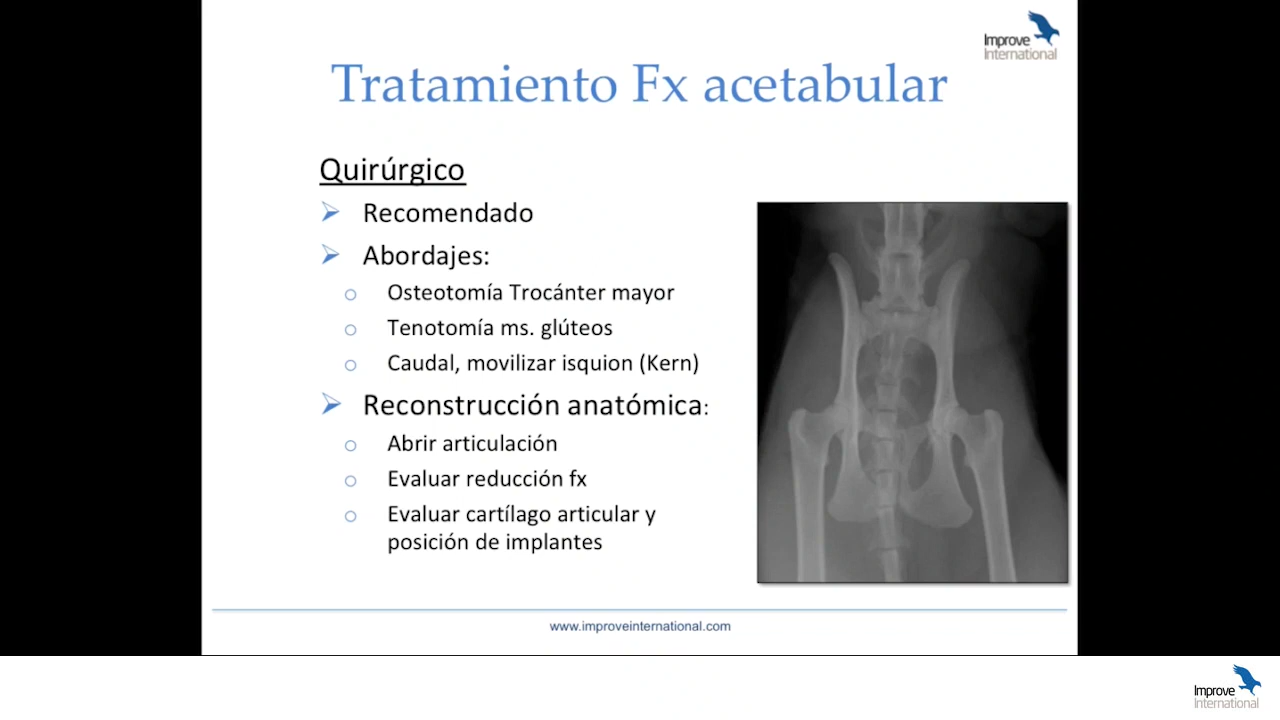 Improve
International
Tratamiento Fx acetabular
Quirúrgico
Recomendado
Abordajes:
Osteotomía Trocánter mayor
Tenotomía ms. glúteos
Caudal, movilizar isquion (Kern)
Reconstrucción anatómica:
Abrir articulación
Evaluar reducción fx
Evaluar cartílago articular y
posición de implantes
www.improveinternational.com
Improve
International